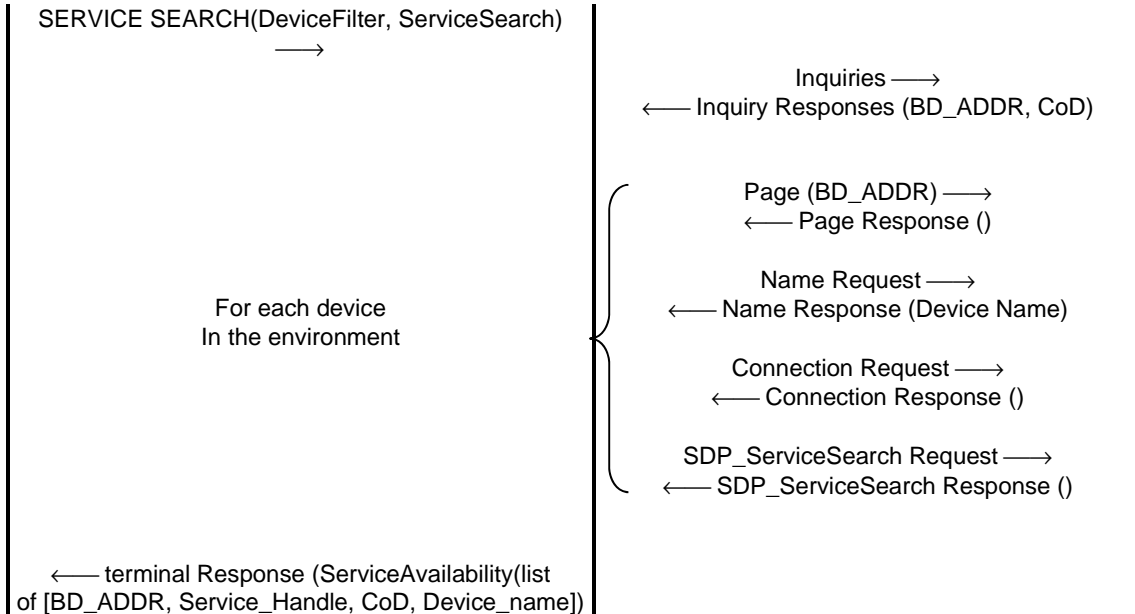 SERVICE SEARCH(DeviceFilter, ServiceSearch)
⟶
Inquiries ⟶
⟵ Inquiry Responses (BD_ADDR, CoD)
Page (BD_ADDR) ⟶
⟵ Page Response ()
Name Request ⟶
⟵ Name Response (Device Name)
For each device
In the environment
Connection Request ⟶
⟵ Connection Response ()
SDP_ServiceSearch Request ⟶
⟵ SDP_ServiceSearch Response ()
⟵ terminal Response (ServiceAvailability(list
of [BD_ADDR, Service_Handle, CoD, Device_name])